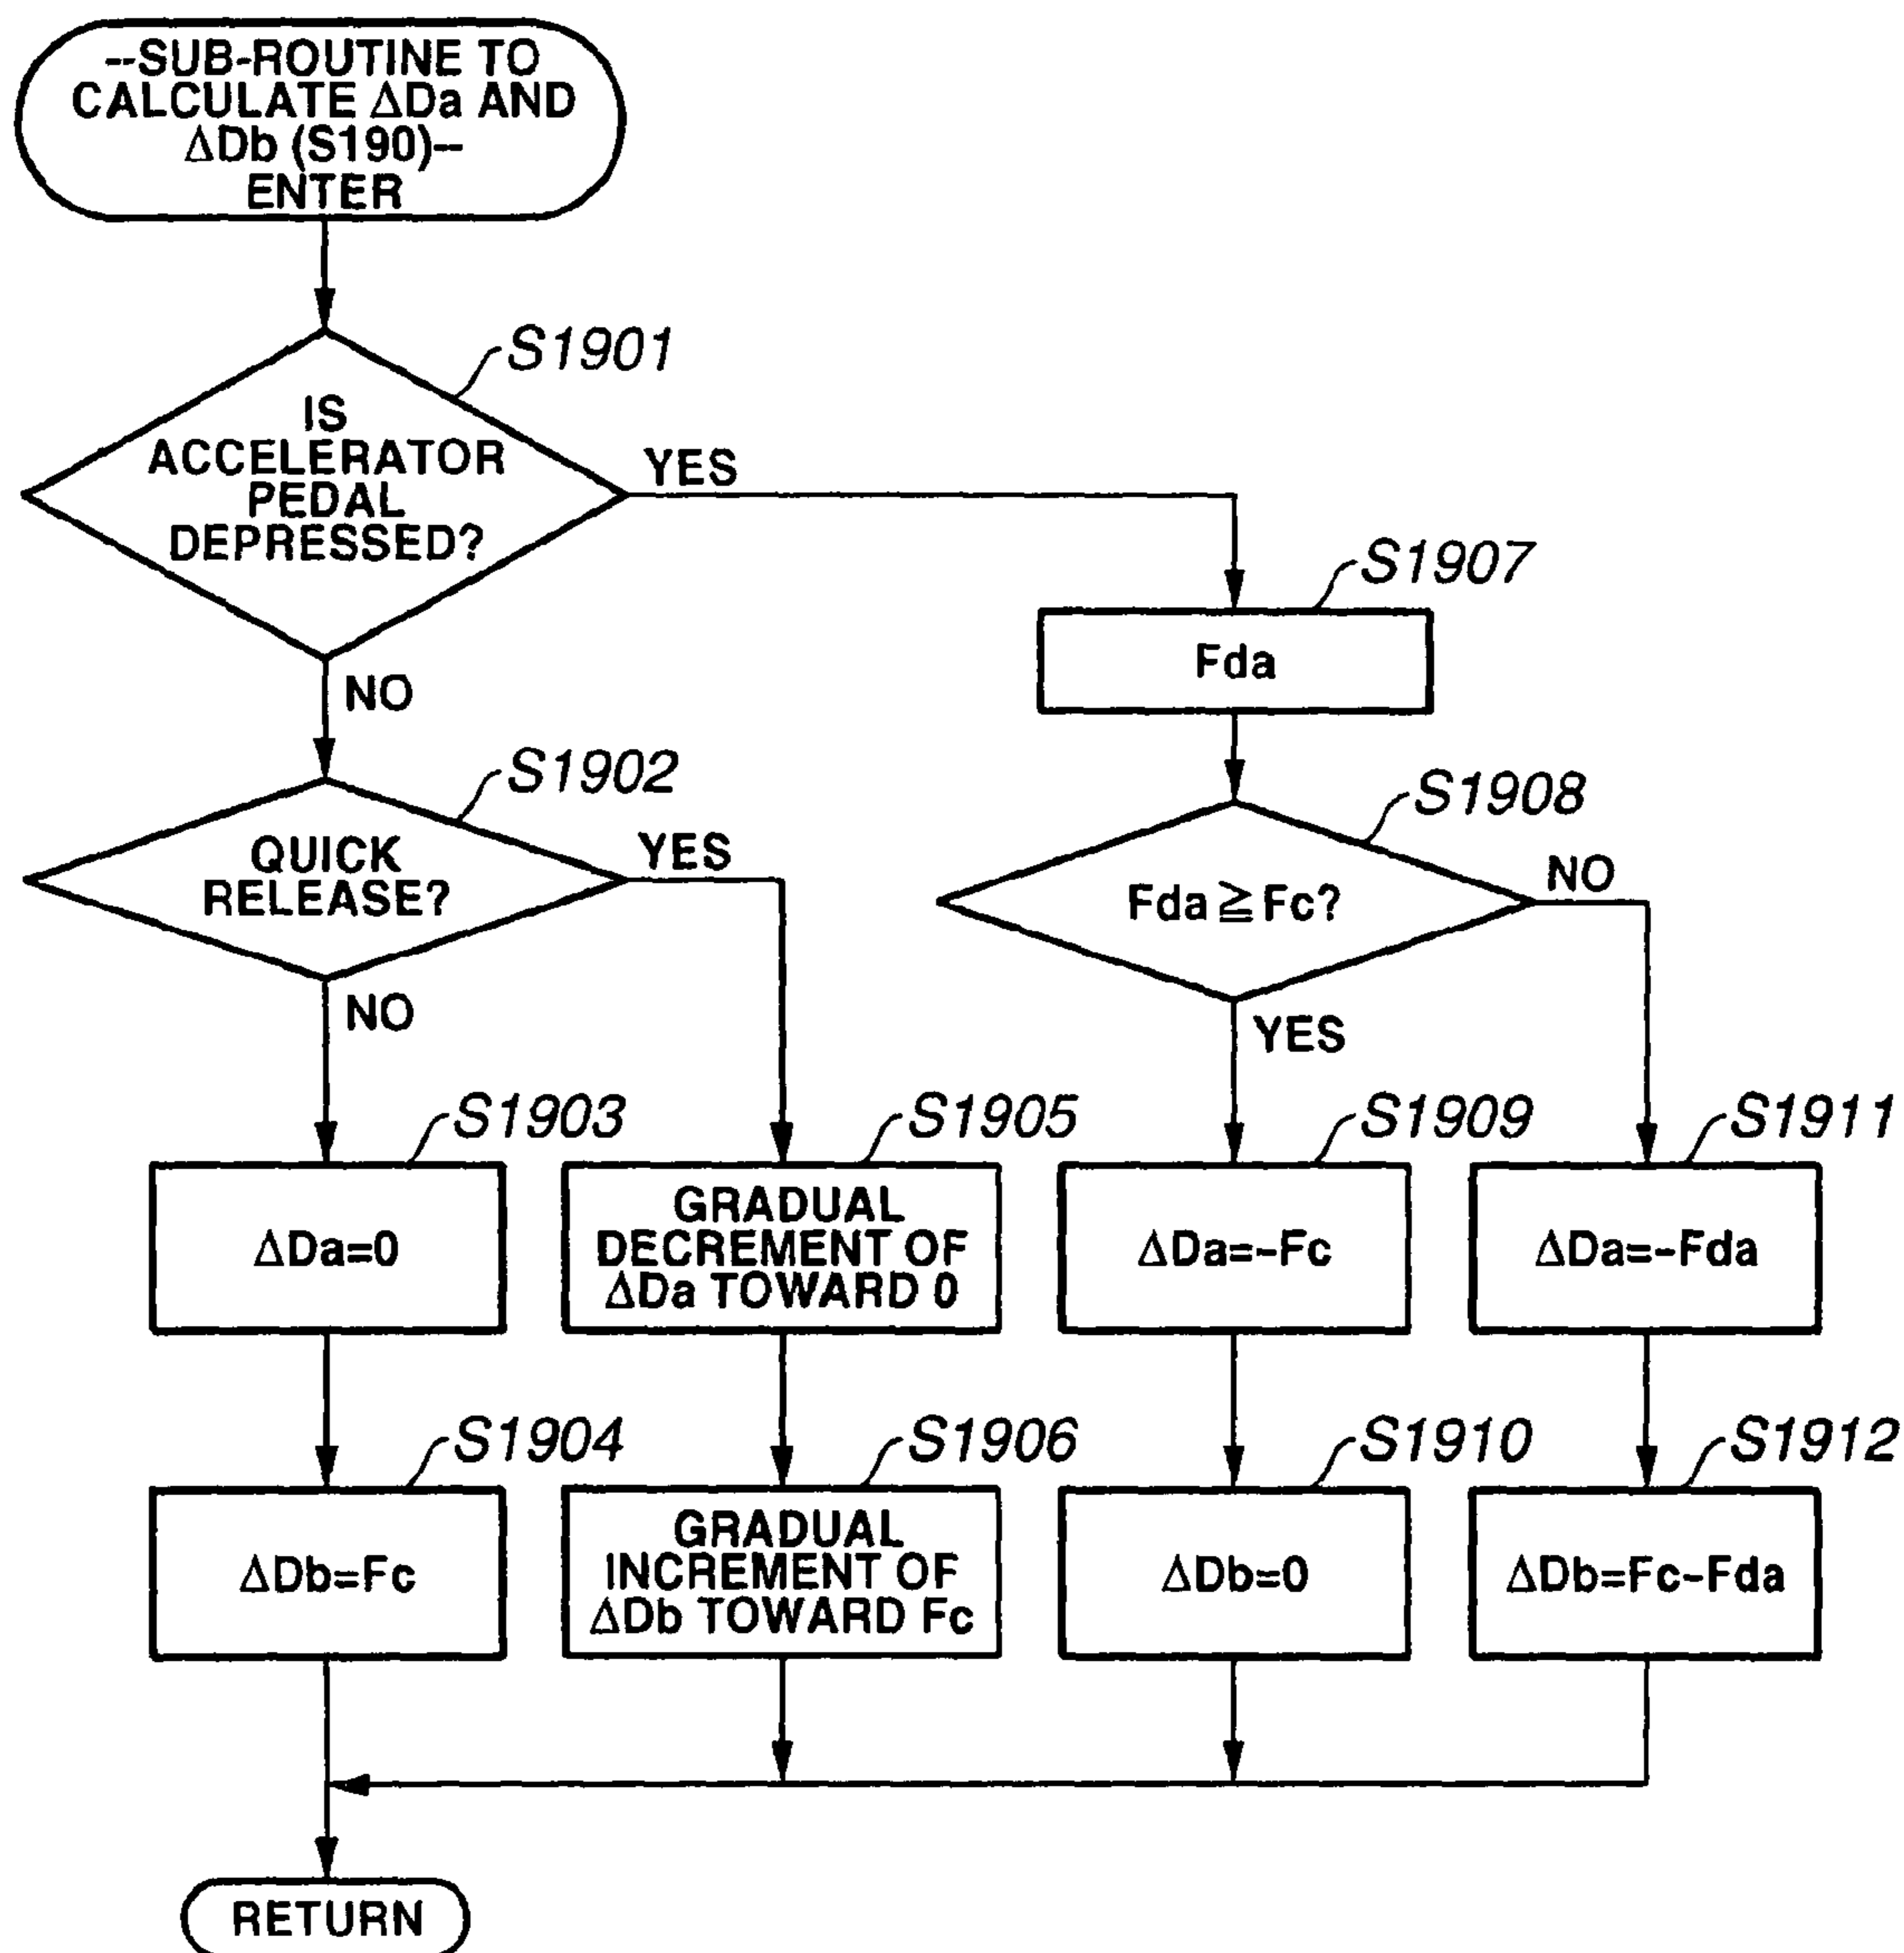 --SUB-ROUTINE TO
CALCULATE ΔDa AND
ΔDb (S190)--
ENTER
S1901
IS
ACCELERATOR
PEDAL
DEPRESSED?
YES
NO
S1907
Fda
S1902
QUICK
RELEASE?
YES
NO
S1908
Fda≧Fc?
NO
YES
S1903
ΔDa=0
S1905
GRADUAL
DECREMENT OF
ΔDa TOWARD 0
S1909
ΔDa=-Fc
S1911
ΔDa=-Fda
S1904
ΔDb=Fc
S1906
GRADUAL
INCREMENT OF
ΔDb TOWARD Fc
S1910
ΔDb=0
S1912
ΔDb=Fc-Fda
RETURN